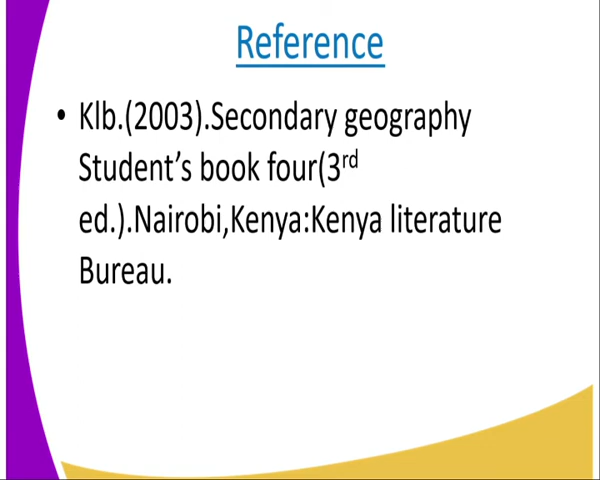 Reference
• Klb.(2003).Secondary geography
Student’s book four(3rd
ed.).Nairobi,Kenya:Kenya literature
Bureau.